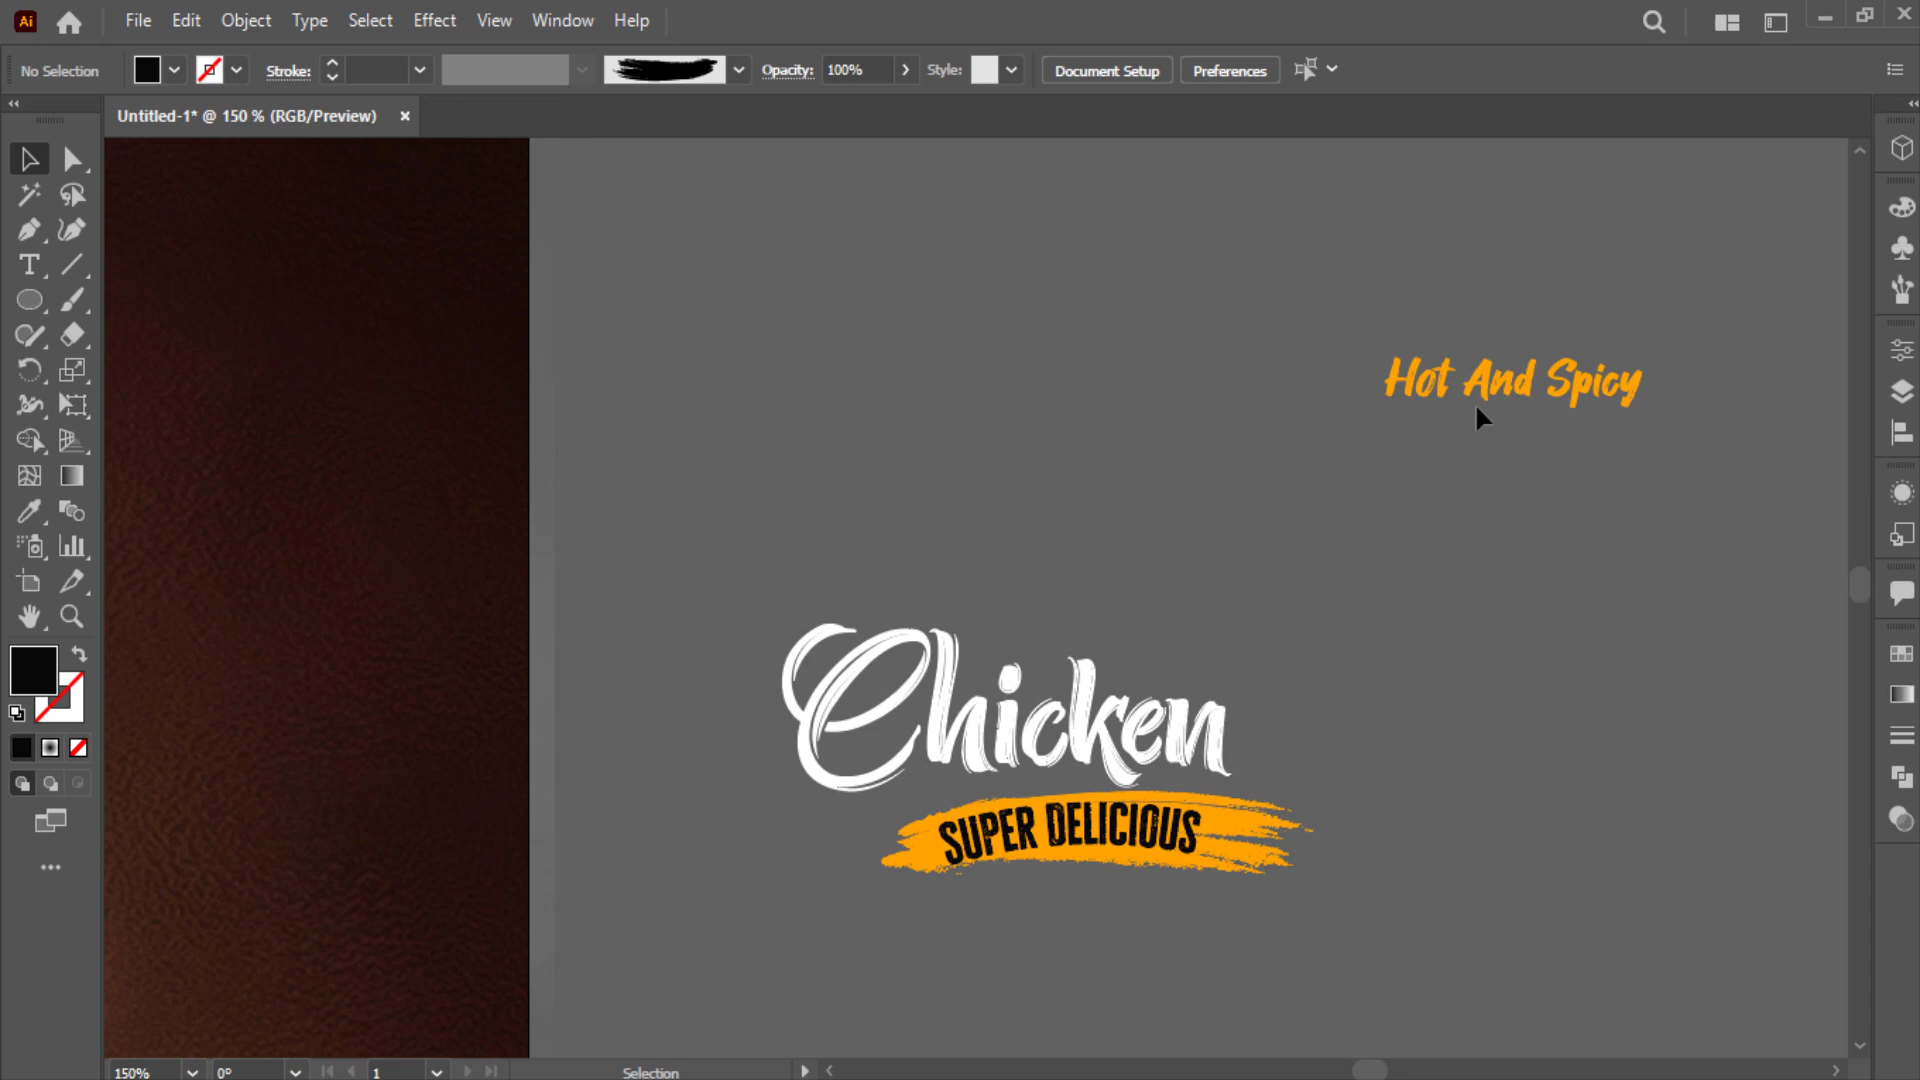 Ai File Edit Object Type Select Effect View Window Help
No Selection Stroke: Opacity: 100% Style: Document Setup Preferences
Untitled-1* @ 150 % (RGB/Preview) ×
Hot And Spicy
Chicken
SUPER DELICIOUS
150% 0° 1 Selection